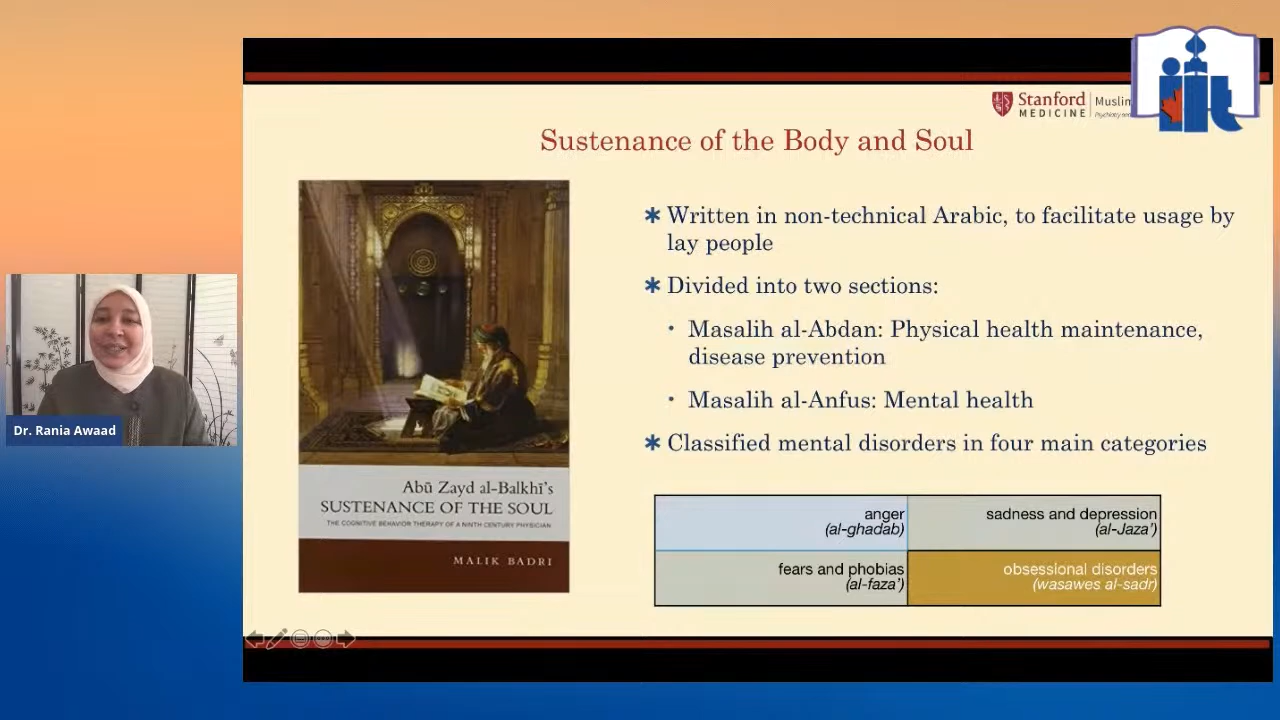 Stanford
MEDICINE
Muslim
iit
Sustenance of the Body and Soul
✱ Written in non-technical Arabic, to facilitate usage by
lay people
✱ Divided into two sections:
• Masalih al-Abdan: Physical health maintenance,
disease prevention
• Masalih al-Anfus: Mental health
✱ Classified mental disorders in four main categories
anger
(al-ghadab)
sadness and depression
(al-Jaza’)
fears and phobias
(al-faza’)
obsessional disorders
(wasawes al-sadr)
Abū Zayd al-Balkhī’s
SUSTENANCE OF THE SOUL
THE COGNITIVE BEHAVIOR THERAPY OF A NINTH CENTURY PHYSICIAN
MALIK BADRI
Dr. Rania Awaad